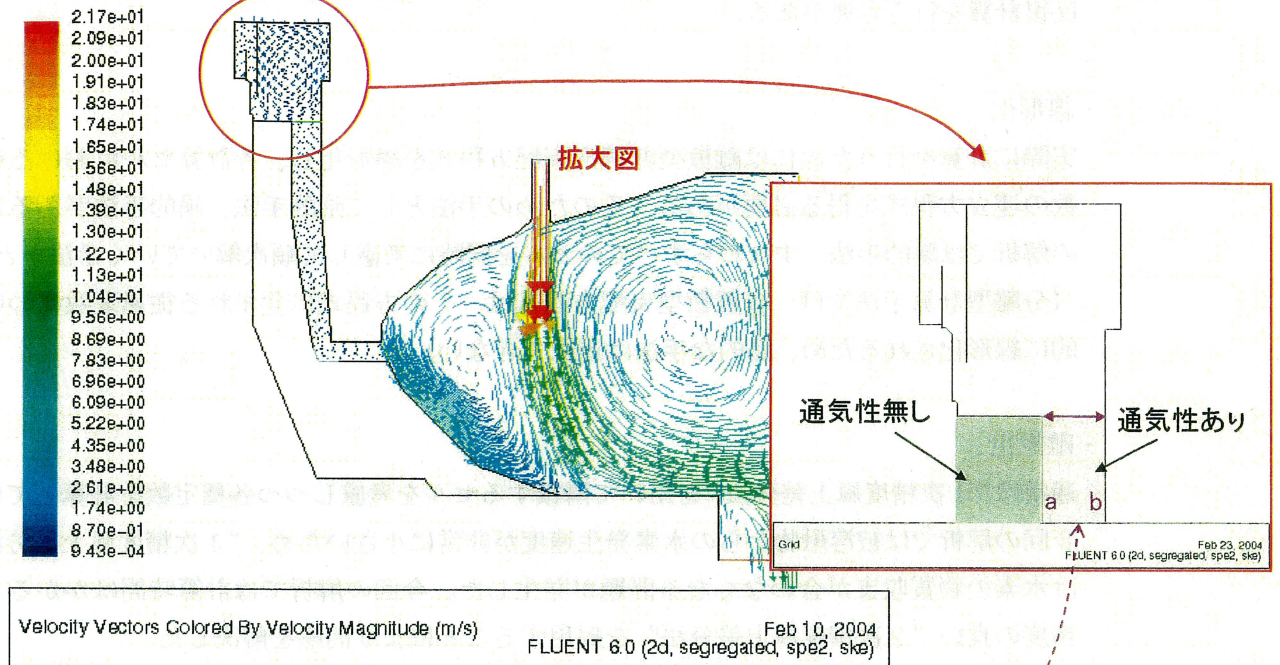 2.17e+01
2.09e+01
2.00e+01
1.91e+01
1.83e+01
1.74e+01
1.65e+01
1.56e+01
1.48e+01
1.39e+01
1.30e+01
1.22e+01
1.13e+01
1.04e+01
9.56e+00
8.69e+00
7.83e+00
6.96e+00
6.09e+00
5.22e+00
4.35e+00
3.48e+00
2.61e+00
1.74e+00
8.70e-01
9.43e-04
拡大図
通気性無し
通気性あり
a
b
Grid
Feb 23, 2004
FLUENT 6.0 (2d, segregated, spe2, ske)
Velocity Vectors Colored By Velocity Magnitude (m/s)
Feb 10, 2004
FLUENT 6.0 (2d, segregated, spe2, ske)